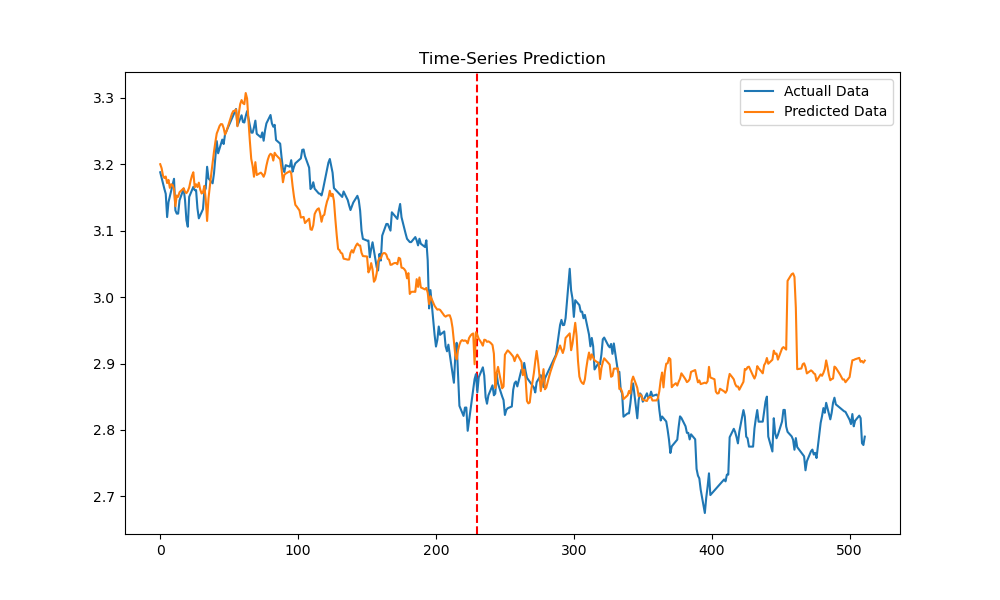 Time-Series Prediction
Actuall Data
Predicted Data
3.3
3.2
3.1
3.0
2.9
2.8
2.7
0 100 200 300 400 500